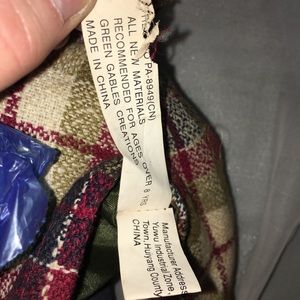 PA-8949(CN)
ALL NEW MATERIALS
RECOMMENDED FOR AGES OVER 8 YRS
GREEN GABLES CREATIONS
MADE IN CHINA
Manufacturer Address
Yuwu Industrial Zone
Town, Huiyang County
CHINA